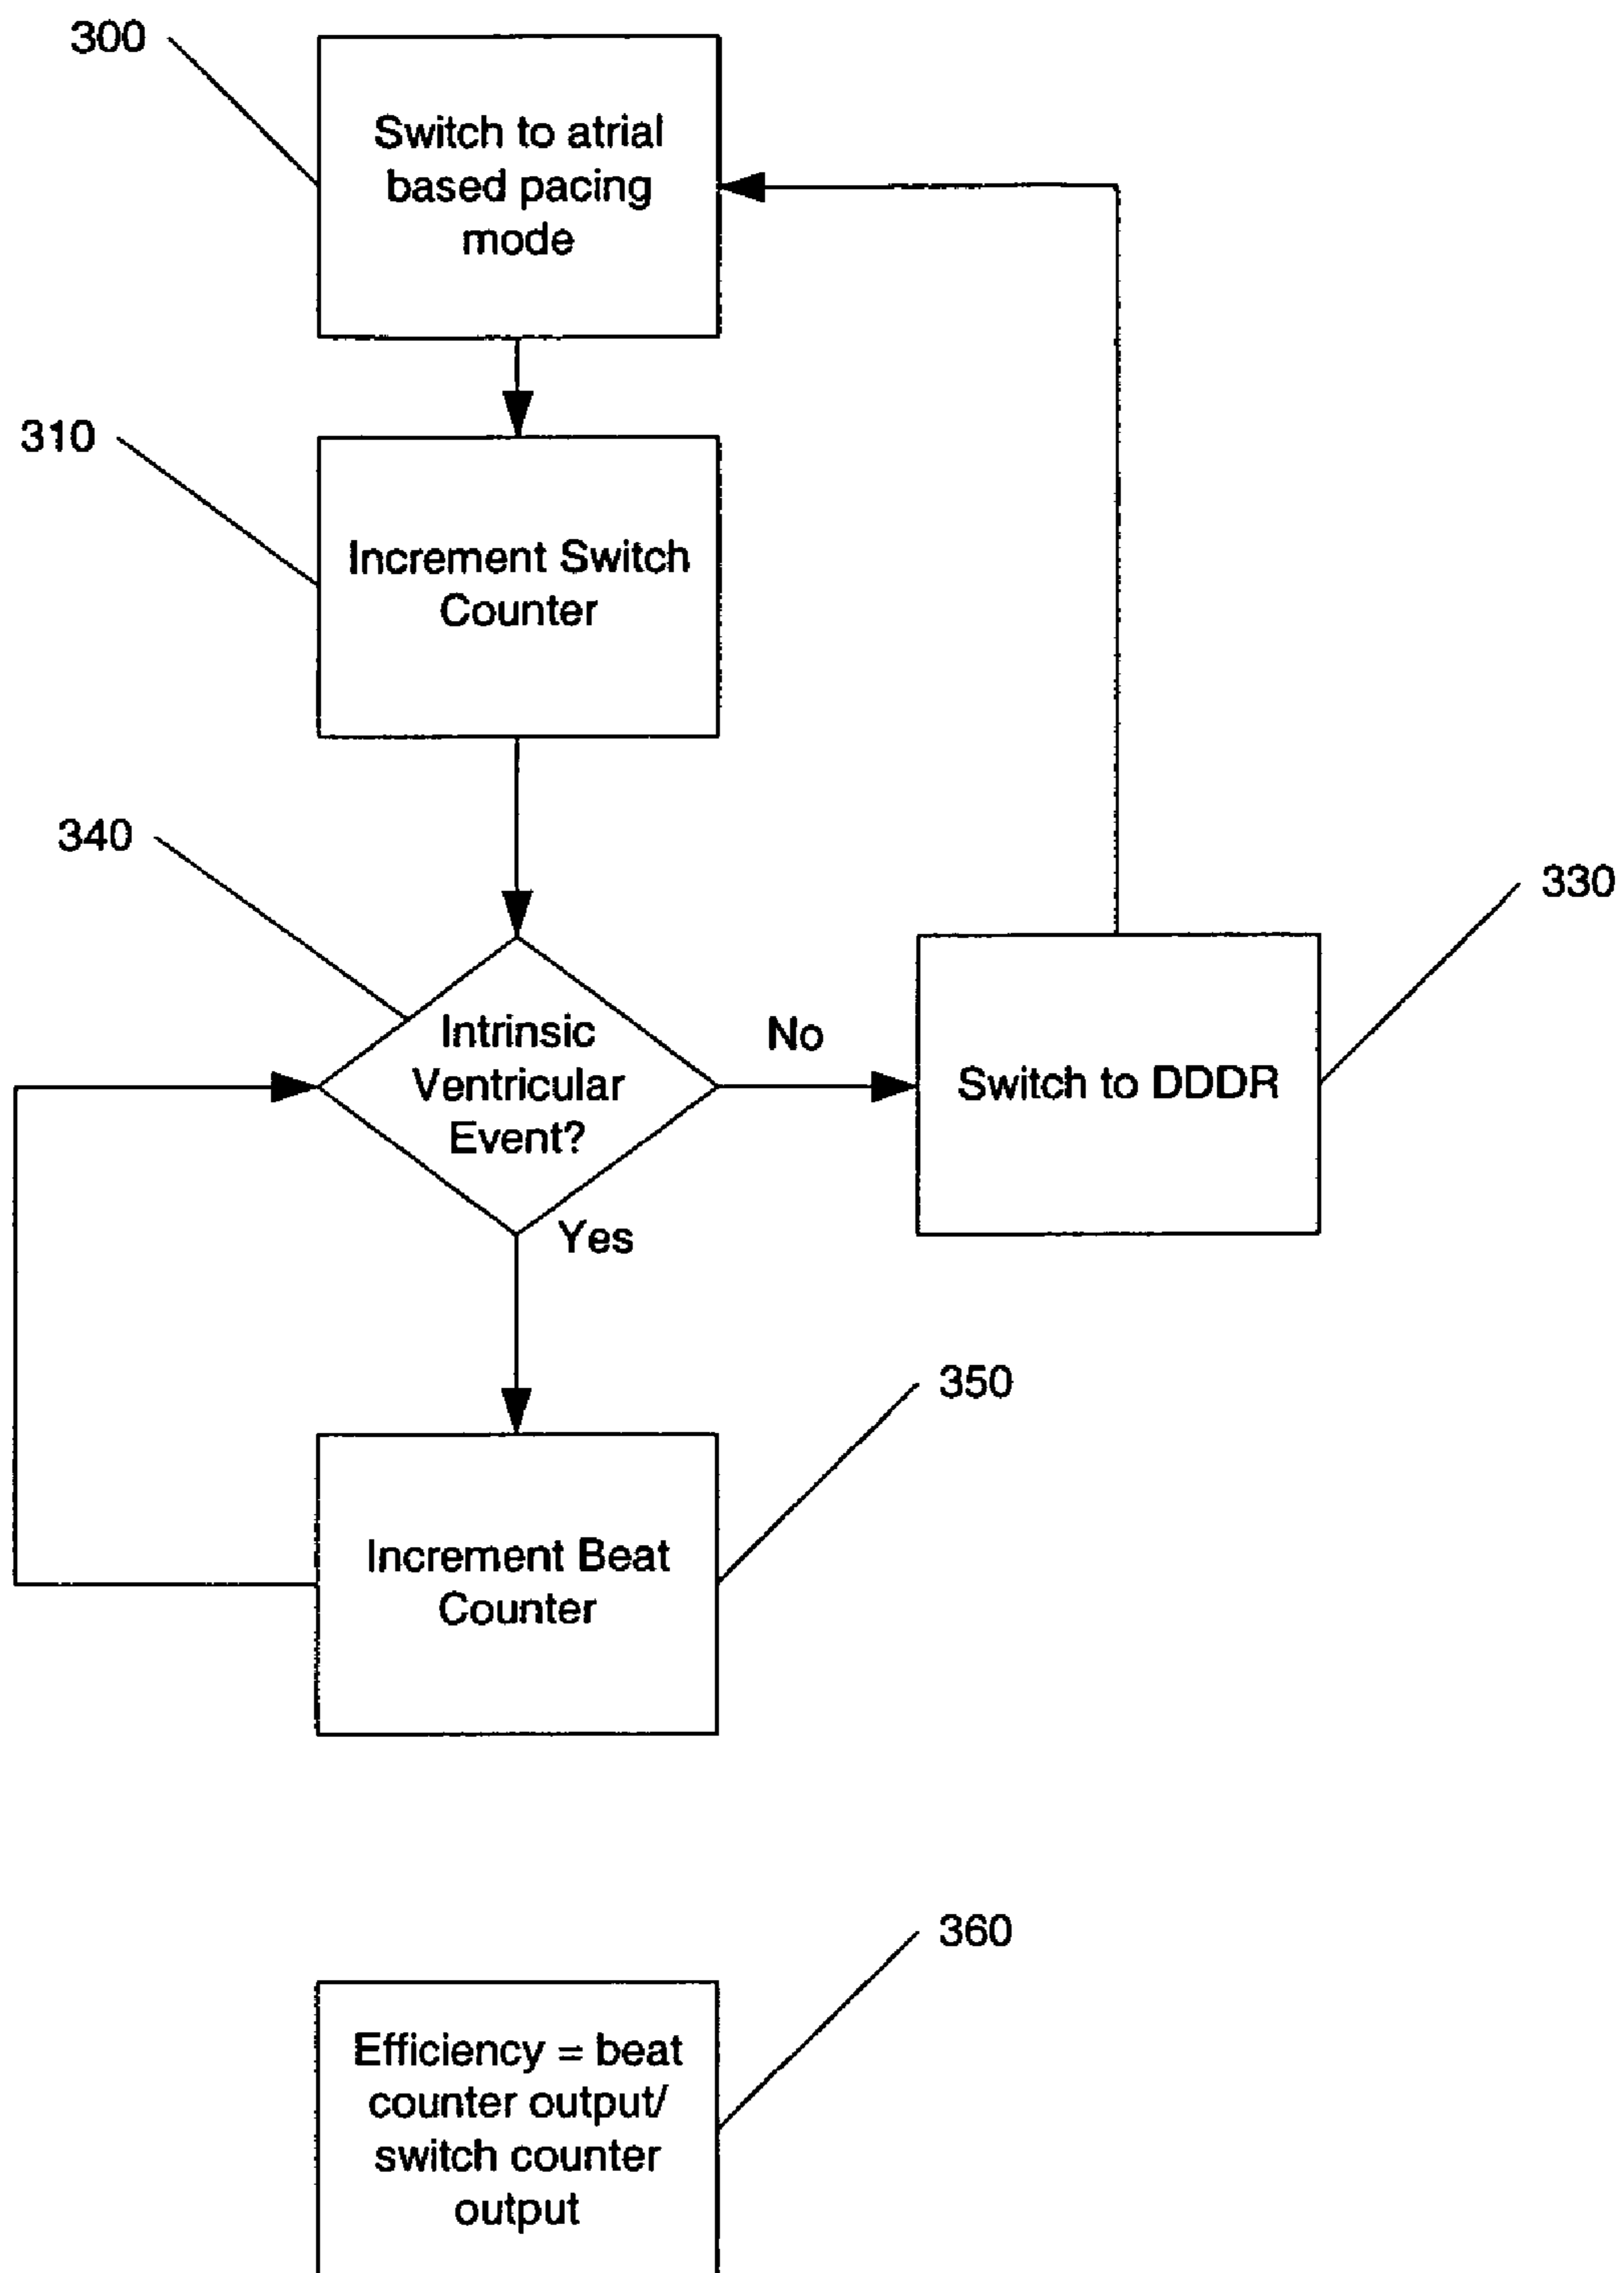 300
Switch to atrial
based pacing
mode
310
Increment Switch
Counter
340
330
Intrinsic
Ventricular
Event?
No
Switch to DDDR
Yes
350
Increment Beat
Counter
360
Efficiency = beat
counter output/
switch counter
output